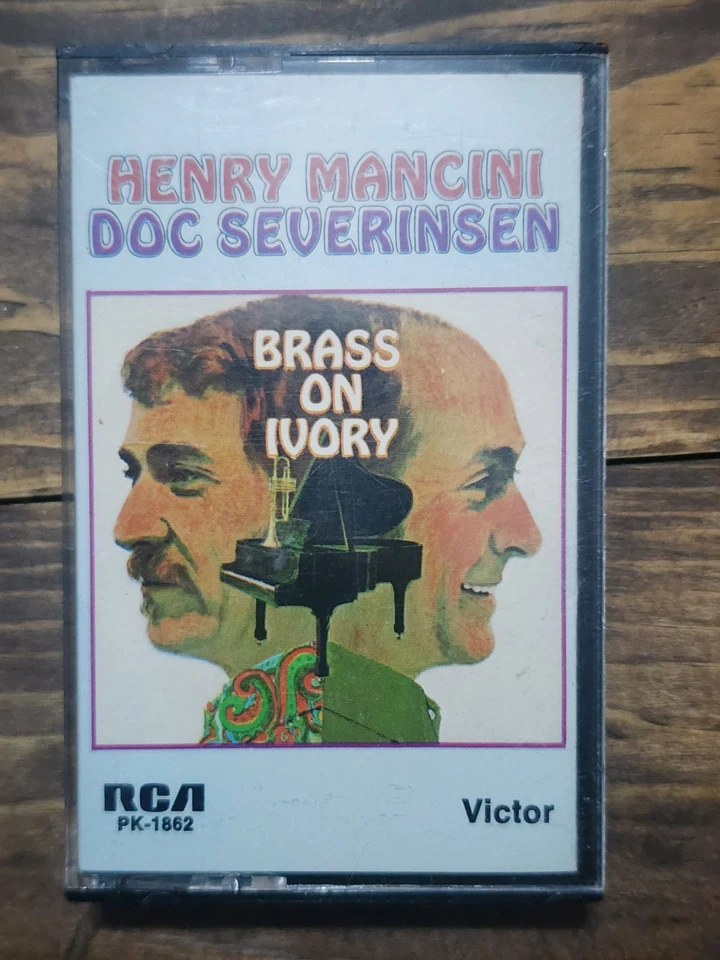 HENRY MANCINI
DOC SEVERINSEN
BRASS
ON
IVORY
RCA
PK-1862
Victor